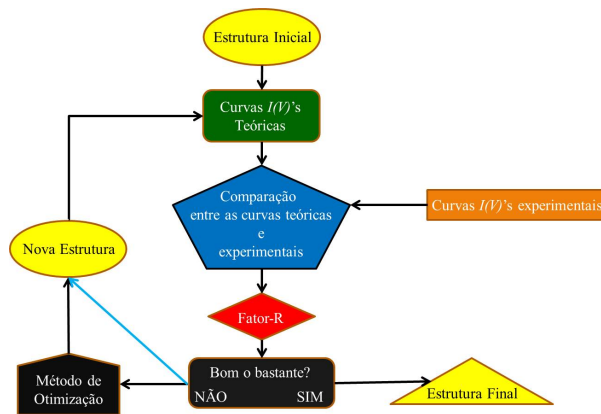 Estrutura Inicial
Curvas I(V)'s
Teóricas
Comparação
entre as curvas teóricas
e
experimentais
Curvas I(V)'s experimentais
Nova Estrutura
Fator-R
Bom o bastante?
NÃO SIM
Método de
Otimização
Estrutura Final